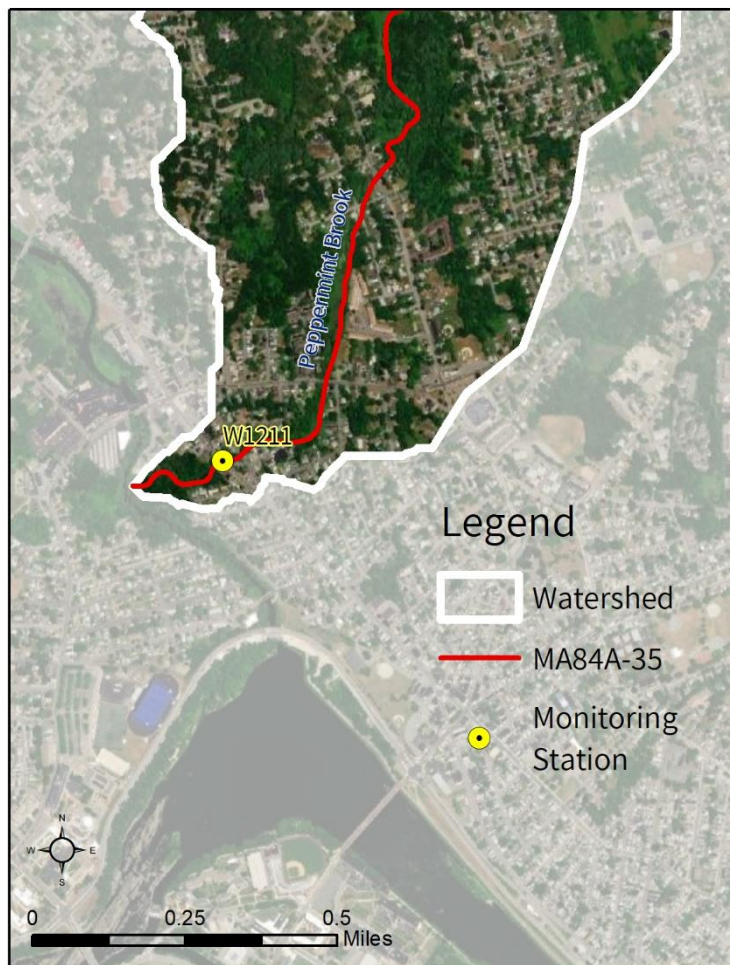 Peppermint Brook
W1211
Legend
Watershed
MA84A-35
Monitoring
Station
N
W E
S
0 0.25 0.5
Miles